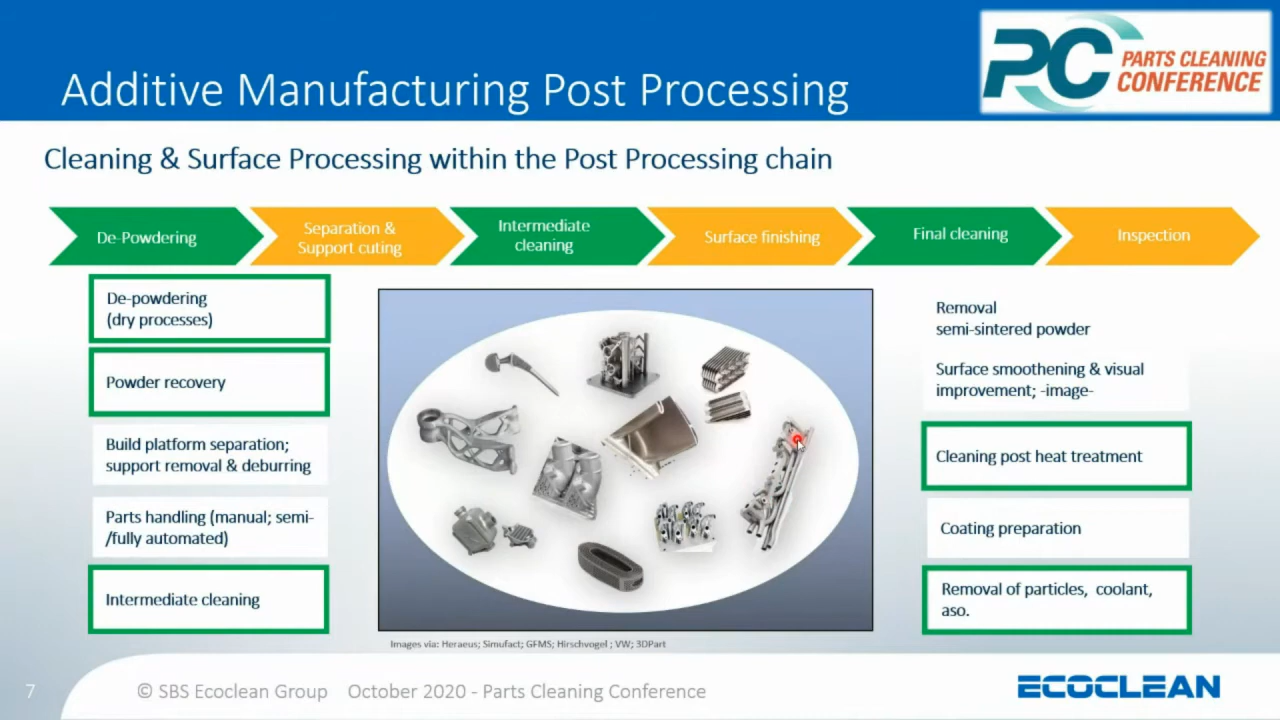 Additive Manufacturing Post Processing
PC PARTS CLEANING
CONFERENCE
Cleaning & Surface Processing within the Post Processing chain
De-Powdering
Separation &
Support cuting
Intermediate
cleaning
Surface finishing
Final cleaning
Inspection
De-powdering
(dry processes)
Powder recovery
Build platform separation;
support removal & deburring
Parts handling (manual; semi-
/fully automated)
Intermediate cleaning
Removal
semi-sintered powder
Surface smoothening & visual
improvement; -image-
Cleaning post heat treatment
Coating preparation
Removal of particles, coolant,
aso.
Images via: Heraeus; Simufact; GFMS; Hirschvogel ; VW; 3DPart
7
© SBS Ecoclean Group October 2020 - Parts Cleaning Conference
ECOCLEAN